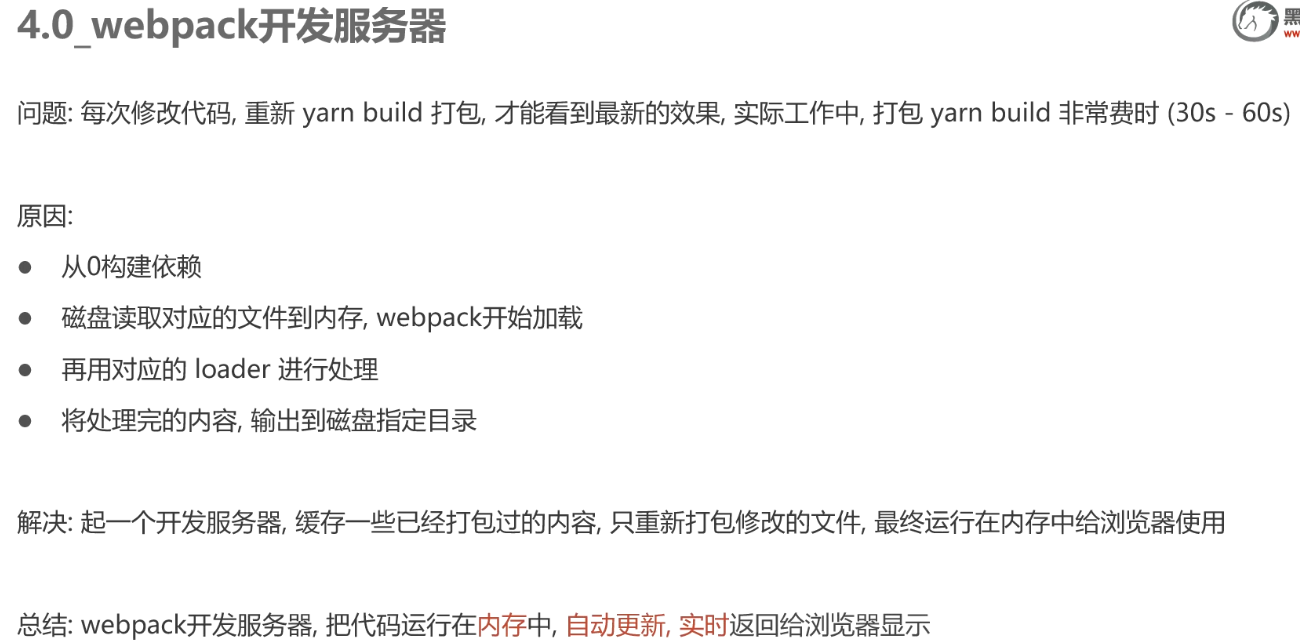 4.0_webpack开发服务器
黑
ww
问题: 每次修改代码, 重新 yarn build 打包, 才能看到最新的效果, 实际工作中, 打包 yarn build 非常费时 (30s - 60s)
原因:
● 从0构建依赖
● 磁盘读取对应的文件到内存, webpack开始加载
● 再用对应的 loader 进行处理
● 将处理完的内容, 输出到磁盘指定目录
解决: 起一个开发服务器, 缓存一些已经打包过的内容, 只重新打包修改的文件, 最终运行在内存中给浏览器使用
总结: webpack开发服务器, 把代码运行在内存中, 自动更新, 实时返回给浏览器显示